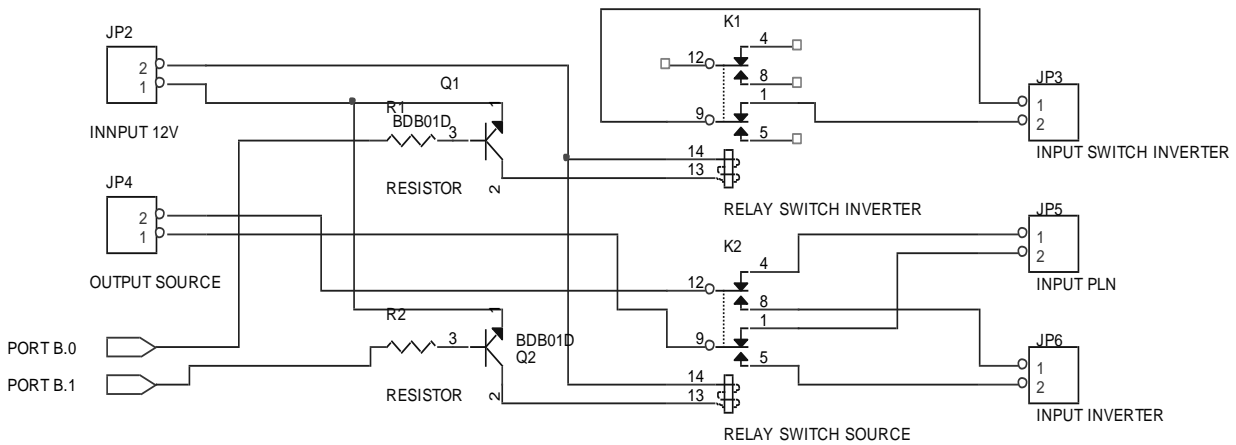 JP2
2
1
INNPUT 12V
JP4
2
1
OUTPUT SOURCE
PORT B.0
PORT B.1
R1
RESISTOR
Q1
BDB01D
1
3
2
R2
RESISTOR
BDB01D
Q2
1
3
2
K1
4
12
8
1
9
5
14
13
RELAY SWITCH INVERTER
K2
4
12
8
1
9
5
14
13
RELAY SWITCH SOURCE
JP3
1
2
INPUT SWITCH INVERTER
JP5
1
2
INPUT PLN
JP6
1
2
INPUT INVERTER